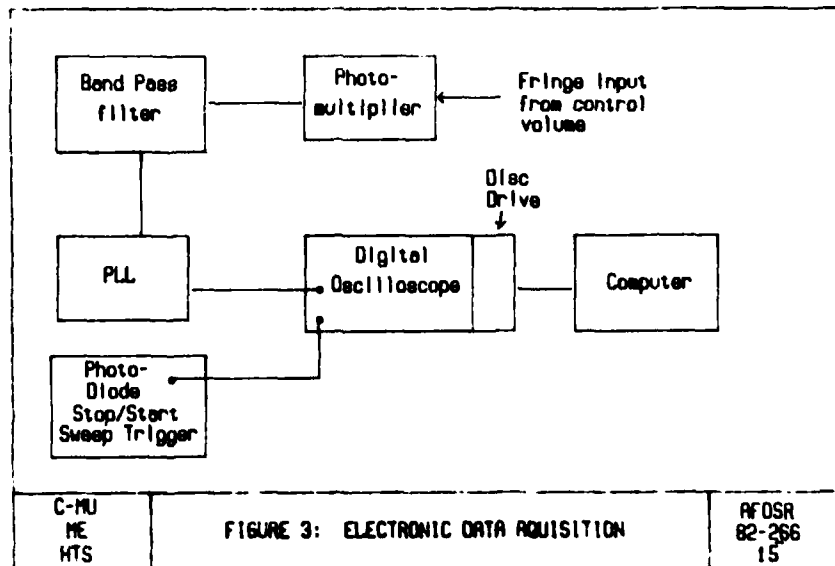 Band Pass
filter
Photo-
multiplier
Fringe input
from control
volume
Disc
Drive
PLL
Digital
Oscilloscope
Computer
Photo-
Diode
Stop/Start
Sweep Trigger
C-MU
ME
HTS
FIGURE 3: ELECTRONIC DATA AQUISITION
AFOSR
82-266
15